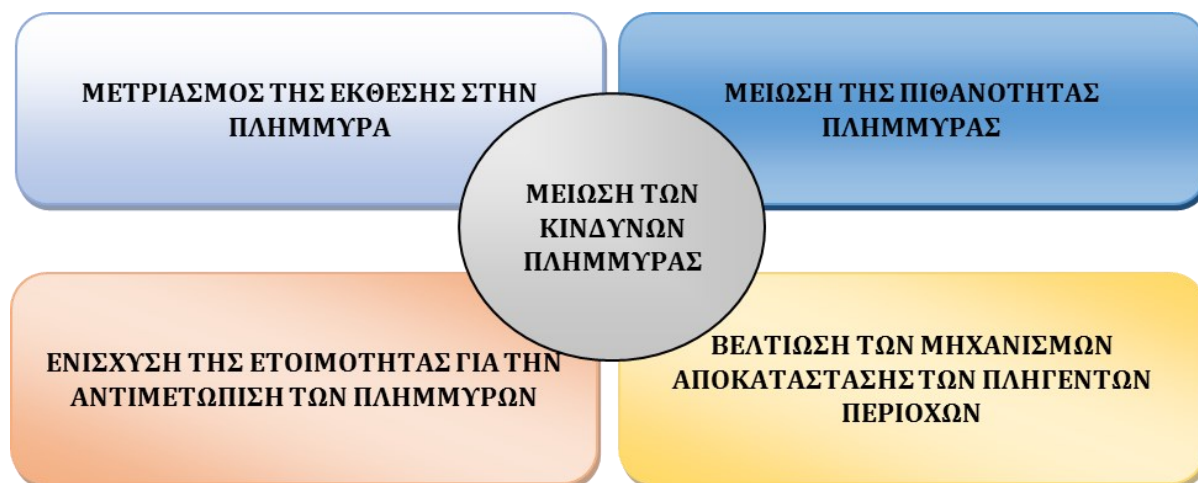 ΜΕΤΡΙΑΣΜΟΣ ΤΗΣ ΕΚΘΕΣΗΣ ΣΤΗΝ
ΠΛΗΜΜΥΡΑ
ΜΕΙΩΣΗ ΤΗΣ ΠΙΘΑΝΟΤΗΤΑΣ
ΠΛΗΜΜΥΡΑΣ
ΜΕΙΩΣΗ ΤΩΝ
ΚΙΝΔΥΝΩΝ
ΠΛΗΜΜΥΡΑΣ
ΕΝΙΣΧΥΣΗ ΤΗΣ ΕΤΟΙΜΟΤΗΤΑΣ ΓΙΑ ΤΗΝ
ΑΝΤΙΜΕΤΩΠΙΣΗ ΤΩΝ ΠΛΗΜΜΥΡΩΝ
ΒΕΛΤΙΩΣΗ ΤΩΝ ΜΗΧΑΝΙΣΜΩΝ
ΑΠΟΚΑΤΑΣΤΑΣΗΣ ΤΩΝ ΠΛΗΓΕΝΤΩΝ
ΠΕΡΙΟΧΩΝ